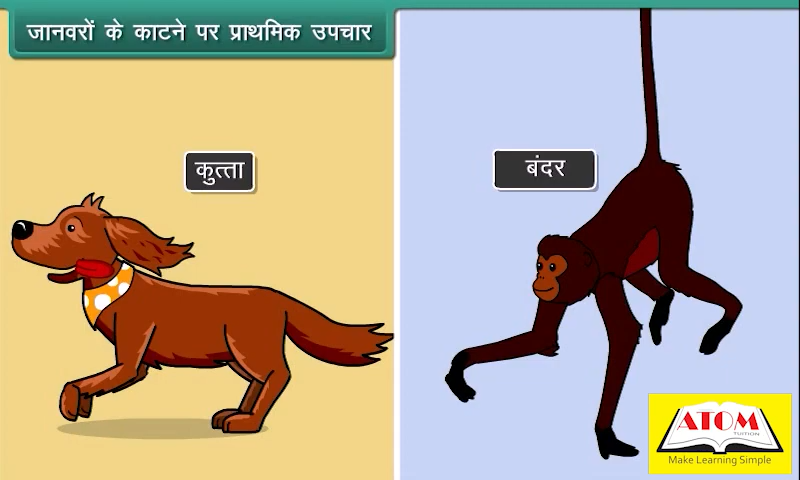 जानवरों के काटने पर प्राथमिक उपचार
कुत्ता
बंदर
ATOM
TUITION
Make Learning Simple